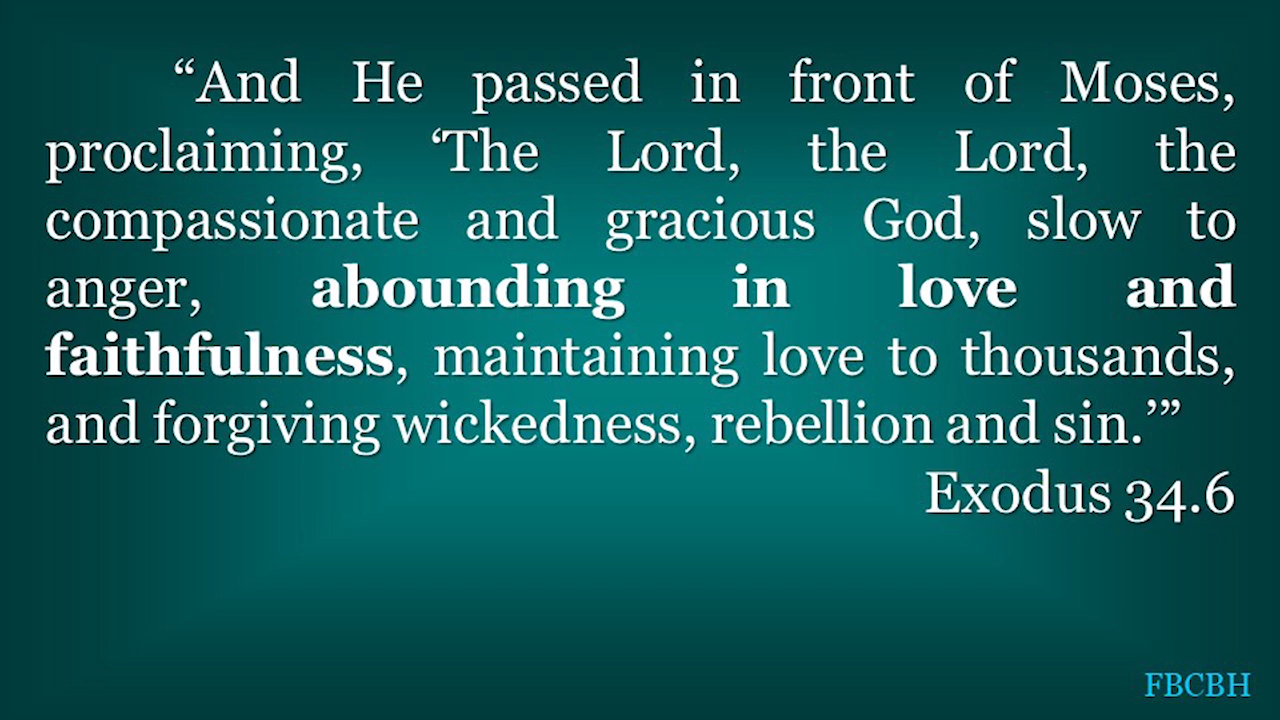 “And He passed in front of Moses,
proclaiming, ‘The Lord, the Lord, the
compassionate and gracious God, slow to
anger, abounding in love and
faithfulness, maintaining love to thousands,
and forgiving wickedness, rebellion and sin.’”
Exodus 34.6
FBCBH